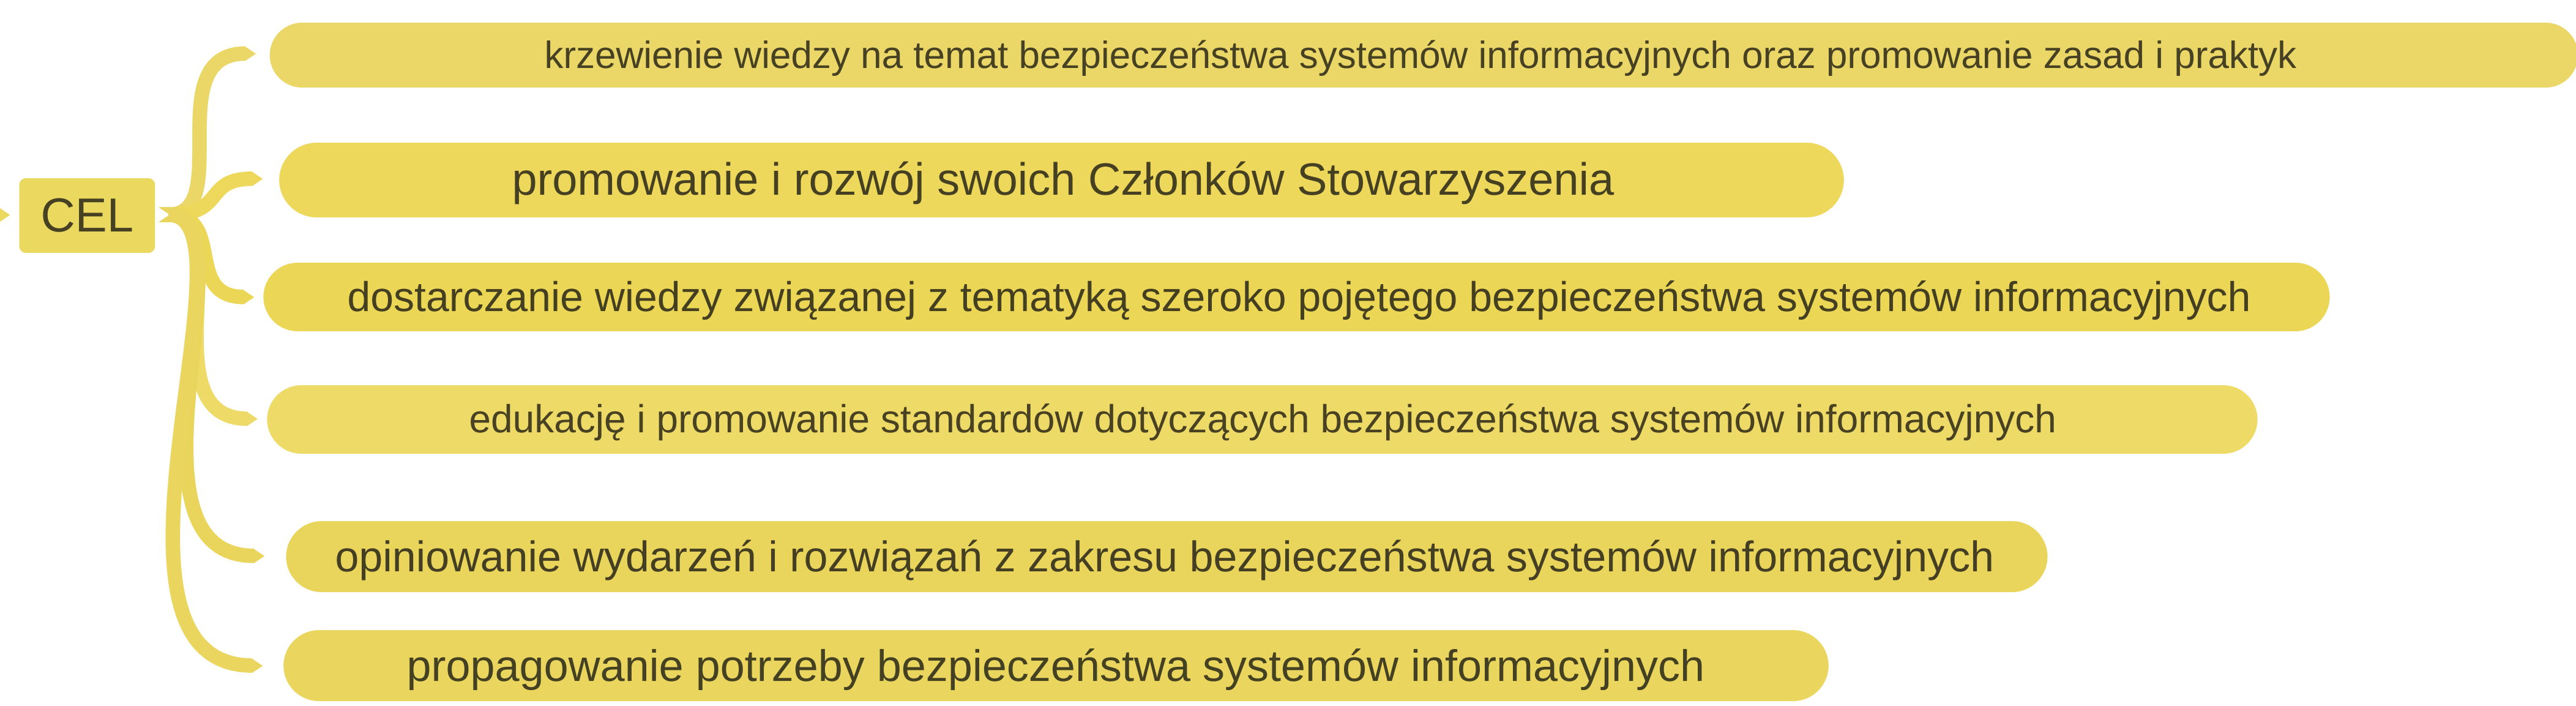 krzewienie wiedzy na temat bezpieczeństwa systemów informacyjnych oraz promowanie zasad i praktyk
promowanie i rozwój swoich Członków Stowarzyszenia
CEL
dostarczanie wiedzy związanej z tematyką szeroko pojętego bezpieczeństwa systemów informacyjnych
edukację i promowanie standardów dotyczących bezpieczeństwa systemów informacyjnych
opiniowanie wydarzeń i rozwiązań z zakresu bezpieczeństwa systemów informacyjnych
propagowanie potrzeby bezpieczeństwa systemów informacyjnych